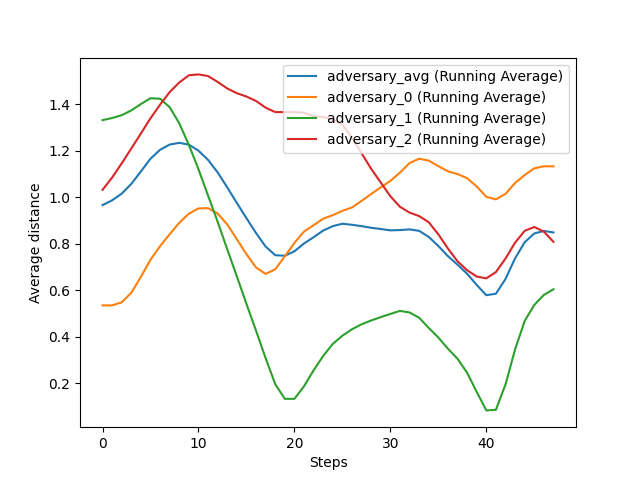 adversary_avg (Running Average)
adversary_0 (Running Average)
adversary_1 (Running Average)
adversary_2 (Running Average)
1.4
1.2
1.0
0.8
0.6
0.4
0.2
Average distance
0 10 20 30 40
Steps